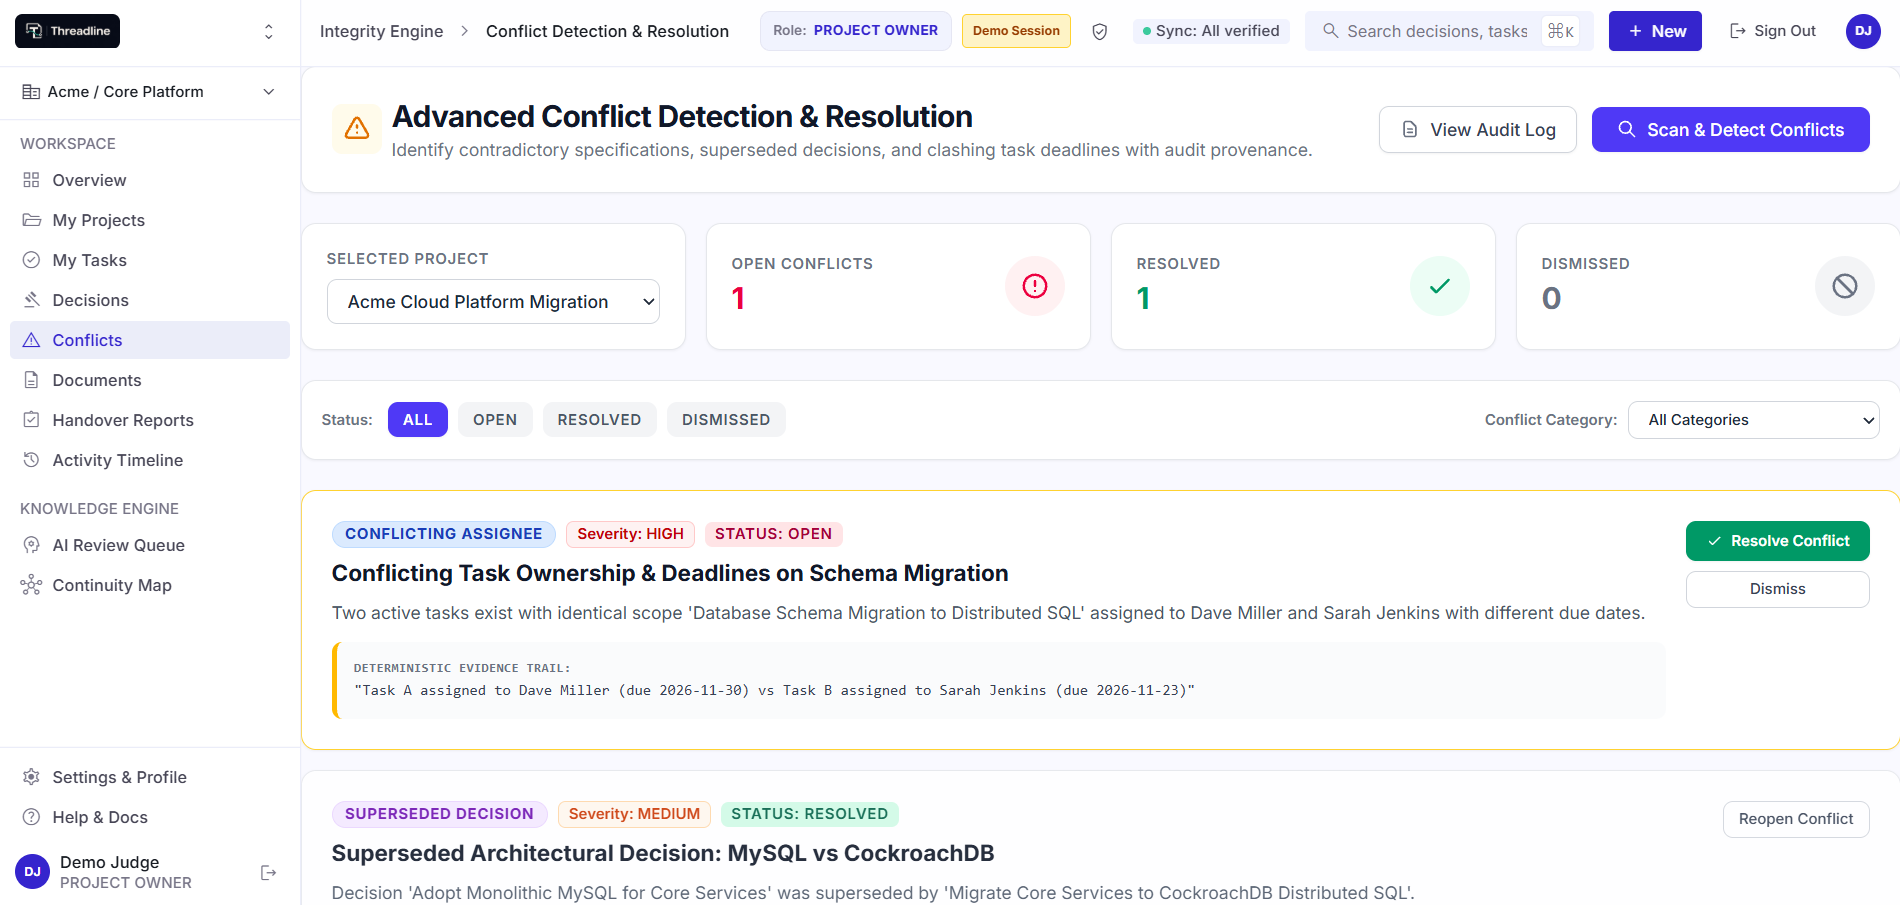 Threadline
Integrity Engine
Conflict Detection & Resolution
Role: PROJECT OWNER
Demo Session
Sync: All verified
Search decisions, tasks
⌘K
+ New
Sign Out
DJ
Acme / Core Platform
WORKSPACE
Overview
My Projects
My Tasks
Decisions
Conflicts
Documents
Handover Reports
Activity Timeline
KNOWLEDGE ENGINE
AI Review Queue
Continuity Map
Settings & Profile
Help & Docs
DJ
Demo Judge
PROJECT OWNER
Advanced Conflict Detection & Resolution
Identify contradictory specifications, superseded decisions, and clashing task deadlines with audit provenance.
View Audit Log
Scan & Detect Conflicts
SELECTED PROJECT
Acme Cloud Platform Migration
OPEN CONFLICTS
1
RESOLVED
1
DISMISSED
0
Status:
ALL
OPEN
RESOLVED
DISMISSED
Conflict Category:
All Categories
CONFLICTING ASSIGNEE
Severity: HIGH
STATUS: OPEN
Conflicting Task Ownership & Deadlines on Schema Migration
Two active tasks exist with identical scope 'Database Schema Migration to Distributed SQL' assigned to Dave Miller and Sarah Jenkins with different due dates.
DETERMINISTIC EVIDENCE TRAIL:
"Task A assigned to Dave Miller (due 2026-11-30) vs Task B assigned to Sarah Jenkins (due 2026-11-23)"
Resolve Conflict
Dismiss
SUPERSEDED DECISION
Severity: MEDIUM
STATUS: RESOLVED
Superseded Architectural Decision: MySQL vs CockroachDB
Decision 'Adopt Monolithic MySQL for Core Services' was superseded by 'Migrate Core Services to CockroachDB Distributed SQL'.
Reopen Conflict